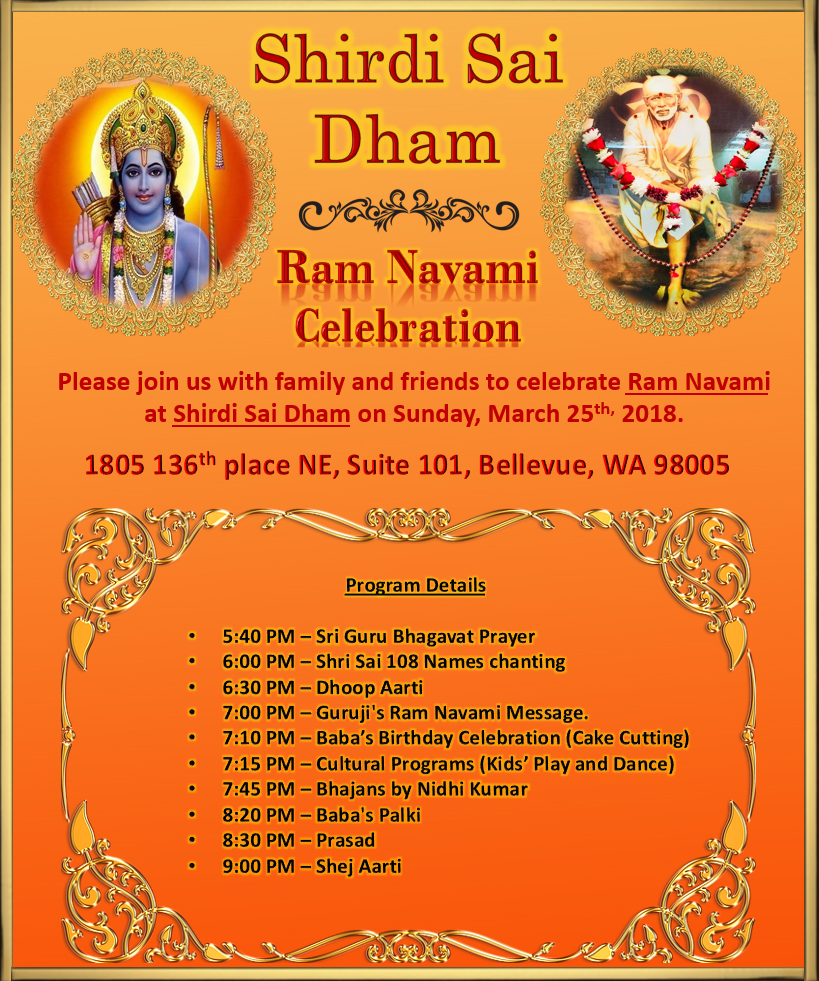 Shirdi Sai
Dham
Ram Navami
Celebration
Please join us with family and friends to celebrate Ram Navami
at Shirdi Sai Dham on Sunday, March 25th, 2018.
1805 136th place NE, Suite 101, Bellevue, WA 98005
Program Details
• 5:40 PM – Sri Guru Bhagavat Prayer
• 6:00 PM – Shri Sai 108 Names chanting
• 6:30 PM – Dhoop Aarti
• 7:00 PM – Guruji's Ram Navami Message.
• 7:10 PM – Baba’s Birthday Celebration (Cake Cutting)
• 7:15 PM – Cultural Programs (Kids’ Play and Dance)
• 7:45 PM – Bhajans by Nidhi Kumar
• 8:20 PM – Baba's Palki
• 8:30 PM – Prasad
• 9:00 PM – Shej Aarti